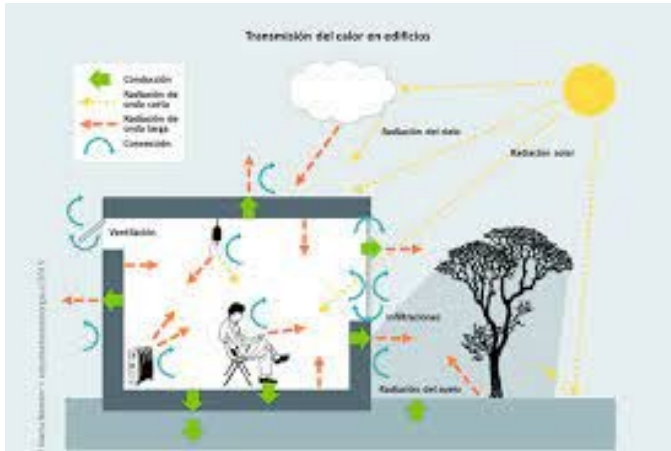 Transmisión del calor en edificios
Conducción
Radiación de
onda corta
Radiación de
onda larga
Convección
Radiación del cielo
Radiación solar
Ventilación
Infiltraciones
Radiación del suelo